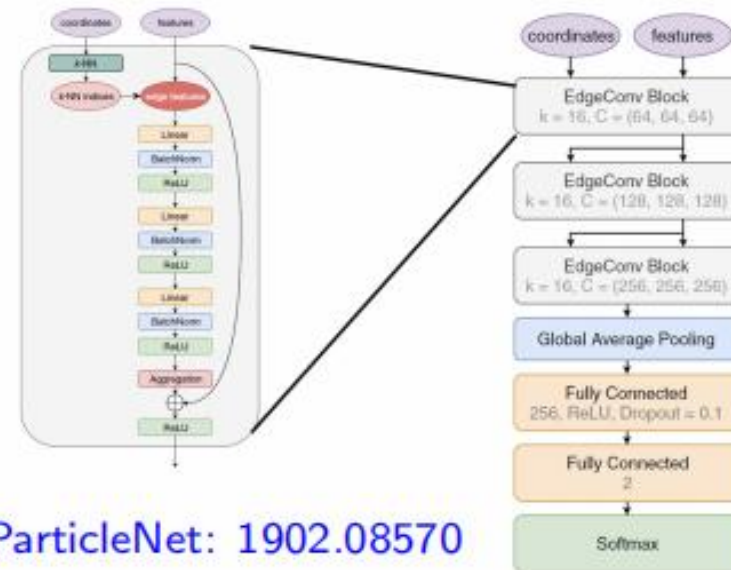 coordinates
features
k-NN
k-NN indices
edge features
Linear
BatchNorm
ReLU
Linear
BatchNorm
ReLU
Linear
BatchNorm
ReLU
Aggregation
ReLU
coordinates
features
EdgeConv Block
k = 16, C = (64, 64, 64)
EdgeConv Block
k = 16, C = (128, 128, 128)
EdgeConv Block
k = 16, C = (256, 256, 256)
Global Average Pooling
Fully Connected
256, ReLU, Dropout = 0.1
Fully Connected
2
Softmax
ParticleNet: 1902.08570